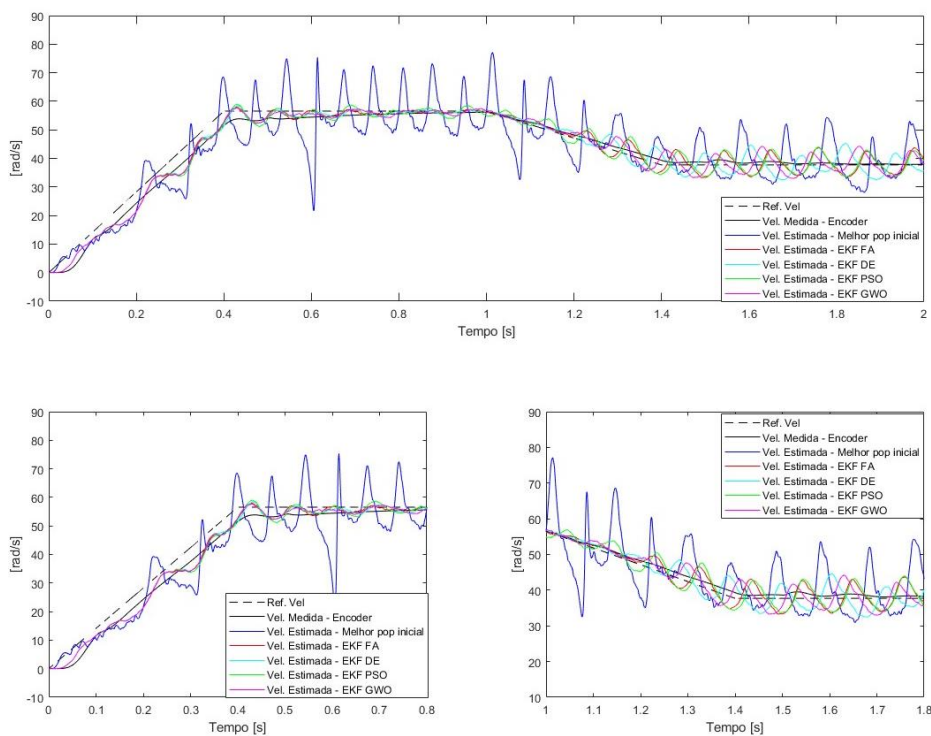 90
80
70
60
50
40
30
20
10
0
-10
[rad/s]
0 0.2 0.4 0.6 0.8 1 1.2 1.4 1.6 1.8 2
Tempo [s]
Ref. Vel
Vel. Medida - Encoder
Vel. Estimada - Melhor pop inicial
Vel. Estimada - EKF FA
Vel. Estimada - EKF DE
Vel. Estimada - EKF PSO
Vel. Estimada - EKF GWO
90
80
70
60
50
40
30
20
10
0
-10
[rad/s]
0 0.1 0.2 0.3 0.4 0.5 0.6 0.7 0.8
Tempo [s]
Ref. Vel
Vel. Medida - Encoder
Vel. Estimada - Melhor pop inicial
Vel. Estimada - EKF FA
Vel. Estimada - EKF DE
Vel. Estimada - EKF PSO
Vel. Estimada - EKF GWO
90
80
70
60
50
40
30
20
10
[rad/s]
1 1.1 1.2 1.3 1.4 1.5 1.6 1.7 1.8
Tempo [s]
Ref. Vel
Vel. Medida - Encoder
Vel. Estimada - Melhor pop inicial
Vel. Estimada - EKF FA
Vel. Estimada - EKF DE
Vel. Estimada - EKF PSO
Vel. Estimada - EKF GWO